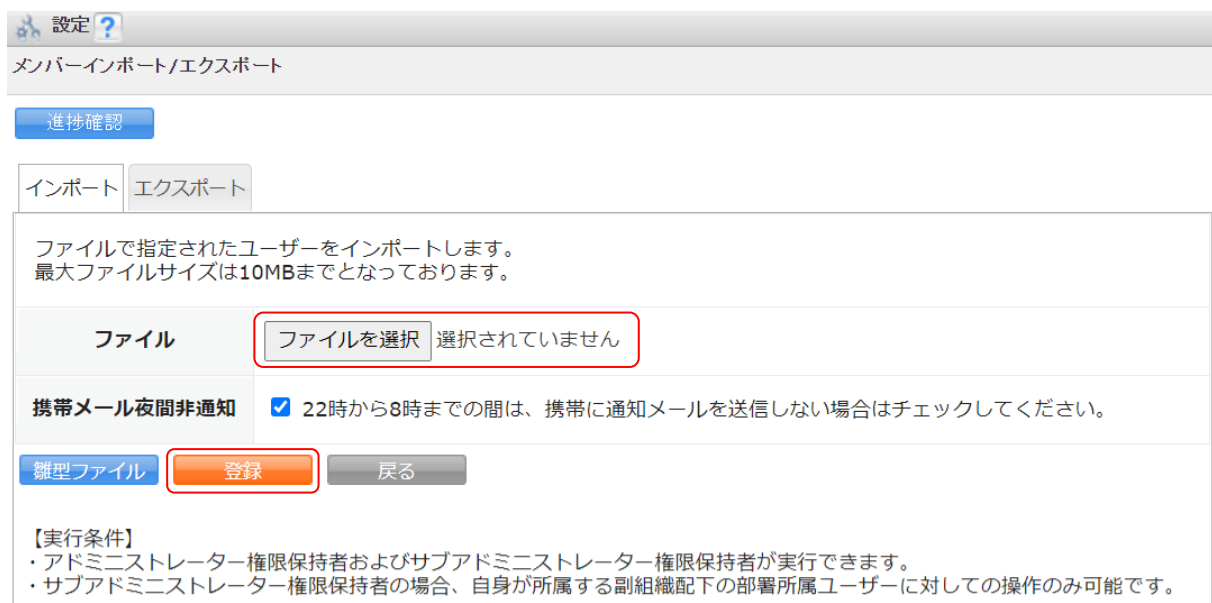 設定 ?
メンバーインポート/エクスポート
進捗確認
インポート エクスポート
ファイルで指定されたユーザーをインポートします。
最大ファイルサイズは10MBまでとなっております。
ファイル ファイルを選択 選択されていません
携帯メール夜間非通知 22時から8時までの間は、携帯に通知メールを送信しない場合はチェックしてください。
雛型ファイル 登録 戻る
【実行条件】
・アドミニストレーター権限保持者およびサブアドミニストレーター権限保持者が実行できます。
・サブアドミニストレーター権限保持者の場合、自身が所属する副組織配下の部署所属ユーザーに対しての操作のみ可能です。